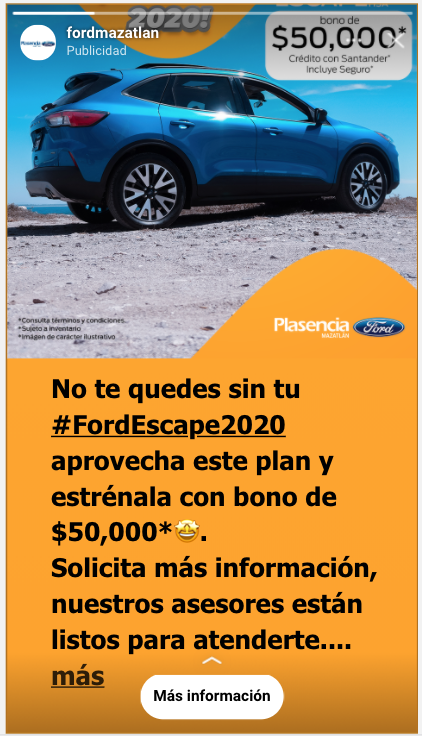 2020!
fordmazatlan
Publicidad
bono de
$50,000*
Crédito con Santander*
Incluye Seguro*
*Consulta términos y condiciones.
*Sujeto a inventario
*Imagen de carácter ilustrativo
Plasencia
MAZATLÁN
Ford
No te quedes sin tu
#FordEscape2020
aprovecha este plan y
estrénala con bono de
$50,000*🤩.
Solicita más información,
nuestros asesores están
listos para atenderte....
más
Más información